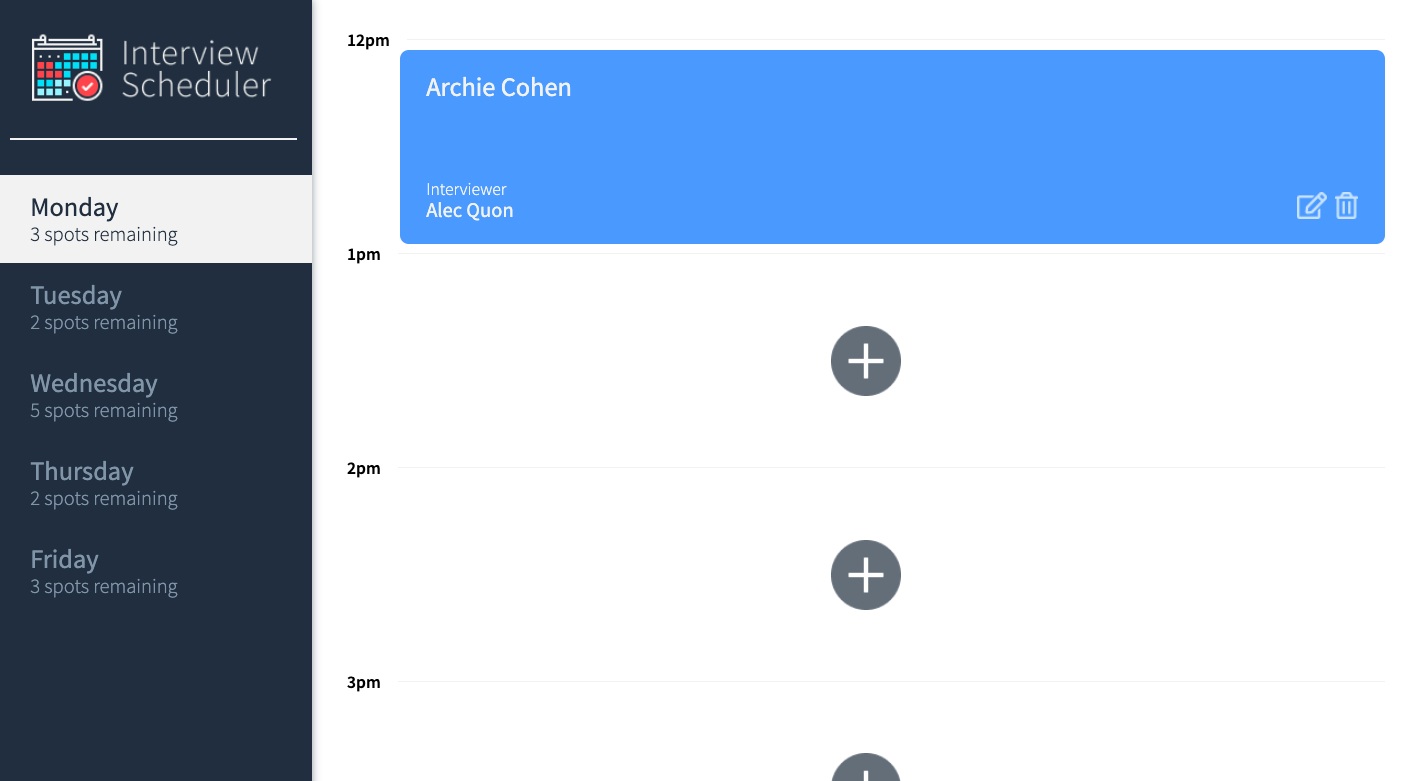 Interview
Scheduler
Monday
3 spots remaining
Tuesday
2 spots remaining
Wednesday
5 spots remaining
Thursday
2 spots remaining
Friday
3 spots remaining
12pm
Archie Cohen
Interviewer
Alec Quon
1pm
2pm
3pm